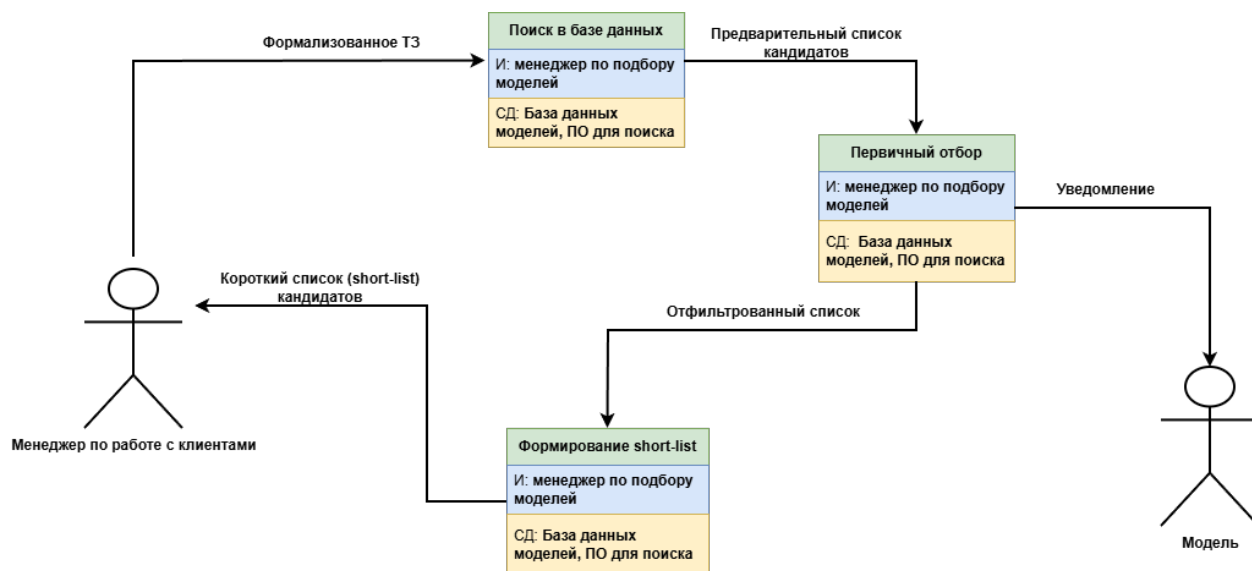 Формализованное ТЗ
Поиск в базе данных
И: менеджер по подбору
моделей
СД: База данных
моделей, ПО для поиска
Предварительный список
кандидатов
Первичный отбор
И: менеджер по подбору
моделей
СД: База данных
моделей, ПО для поиска
Уведомление
Короткий список (short-list)
кандидатов
Отфильтрованный список
Менеджер по работе с клиентами
Формирование short-list
И: менеджер по подбору
моделей
СД: База данных
моделей, ПО для поиска
Модель